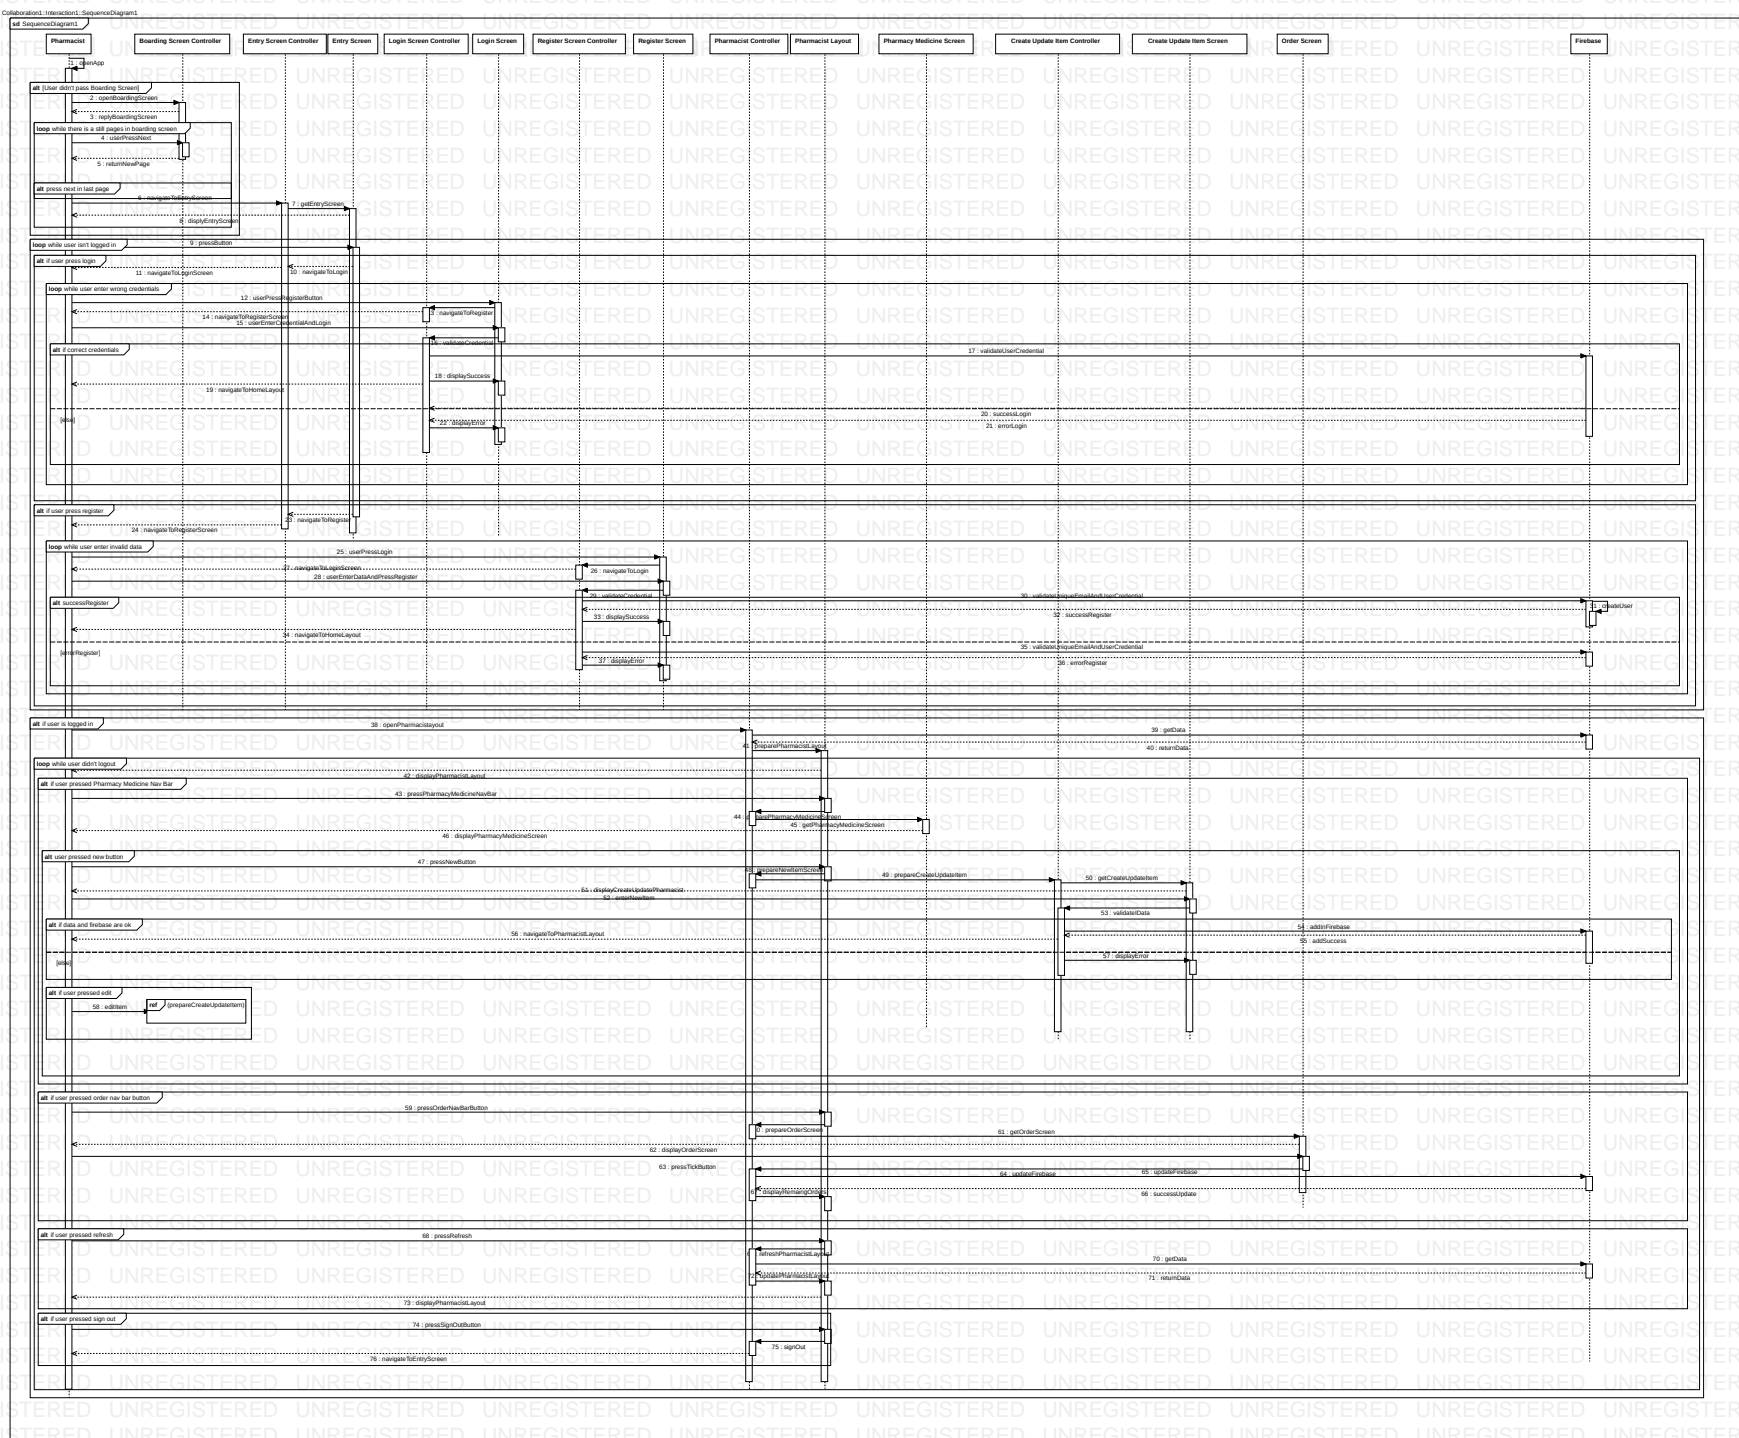 Collaboration1::Interaction1::SequenceDiagram1
sd SequenceDiagram1
Pharmacist
Boarding Screen Controller
Entry Screen Controller
Entry Screen
Login Screen Controller
Login Screen
Register Screen Controller
Register Screen
Pharmacist Controller
Pharmacist Layout
Pharmacy Medicine Screen
Create Update Item Controller
Create Update Item Screen
Order Screen
Firebase
1 : openApp
alt [User didn't pass Boarding Screen]
2 : openBoardingScreen
3 : replyBoardingScreen
loop while there is a still pages in boarding screen
4 : userPressNext
5 : returnNewPage
alt press next in last page
6 : navigateToEntryScreen
7 : getEntryScreen
8 : displyEntryScreen
loop while user isn't logged in
9 : pressButton
alt if user press login
10 : navigateToLogin
11 : navigateToLoginScreen
loop while user enter wrong credentials
12 : userPressRegisterButton
3 : navigateToRegister
14 : navigateToRegisterScreen
15 : userEnterCredentialAndLogin
16 : validateCredential
alt if correct credentials
17 : validateUserCredential
18 : displaySuccess
19 : navigateToHomeLayout
20 : successLogin
[else]
21 : errorLogin
22 : displayError
alt if user press register
23 : navigateToRegister
24 : navigateToRegisterScreen
loop while user enter invalid data
25 : userPressLogin
26 : navigateToLogin
27 : navigateToLoginScreen
28 : userEnterDataAndPressRegister
29 : validateCredential
30 : validateUniqueEmailAndUserCredential
alt successRegister
31 : createUser
32 : successRegister
33 : displaySuccess
34 : navigateToHomeLayout
[errorRegister]
35 : validateUniqueEmailAndUserCredential
36 : errorRegister
37 : displayError
alt if user is logged in
38 : openPharmacistayout
39 : getData
40 : returnData
41 : preparePharmacistLayout
loop while user didn't logout
42 : displayPharmacistLayout
alt if user pressed Pharmacy Medicine Nav Bar
43 : pressPharmacyMedicineNavBar
44 : preparePharmacyMedicineScreen
45 : getPharmacyMedicineScreen
46 : displayPharmacyMedicineScreen
alt user pressed new button
47 : pressNewButton
48 : prepareNewItemScreen
49 : prepareCreateUpdateItem
50 : getCreateUpdateItem
51 : displayCreateUpdatePharmacist
52 : enterNewItem
53 : validateIData
alt if data and firebase are ok
54 : addInFirebase
55 : addSuccess
56 : navigateToPharmacistLayout
57 : displayError
[else]
alt if user pressed edit
58 : editItem
ref (prepareCreateUpdateItem)
alt if user pressed order nav bar button
59 : pressOrderNavBarButton
0 : prepareOrderScreen
61 : getOrderScreen
62 : displayOrderScreen
63 : pressTickButton
64 : updateFirebase
65 : updateFirebase
66 : successUpdate
6 : displayRemaingOrders
alt if user pressed refresh
68 : pressRefresh
refreshPharmacistLayout
70 : getData
71 : returnData
72 : updatePharmacistLayout
73 : displayPharmacistLayout
alt if user pressed sign out
74 : pressSignOutButton
75 : signOut
76 : navigateToEntryScreen